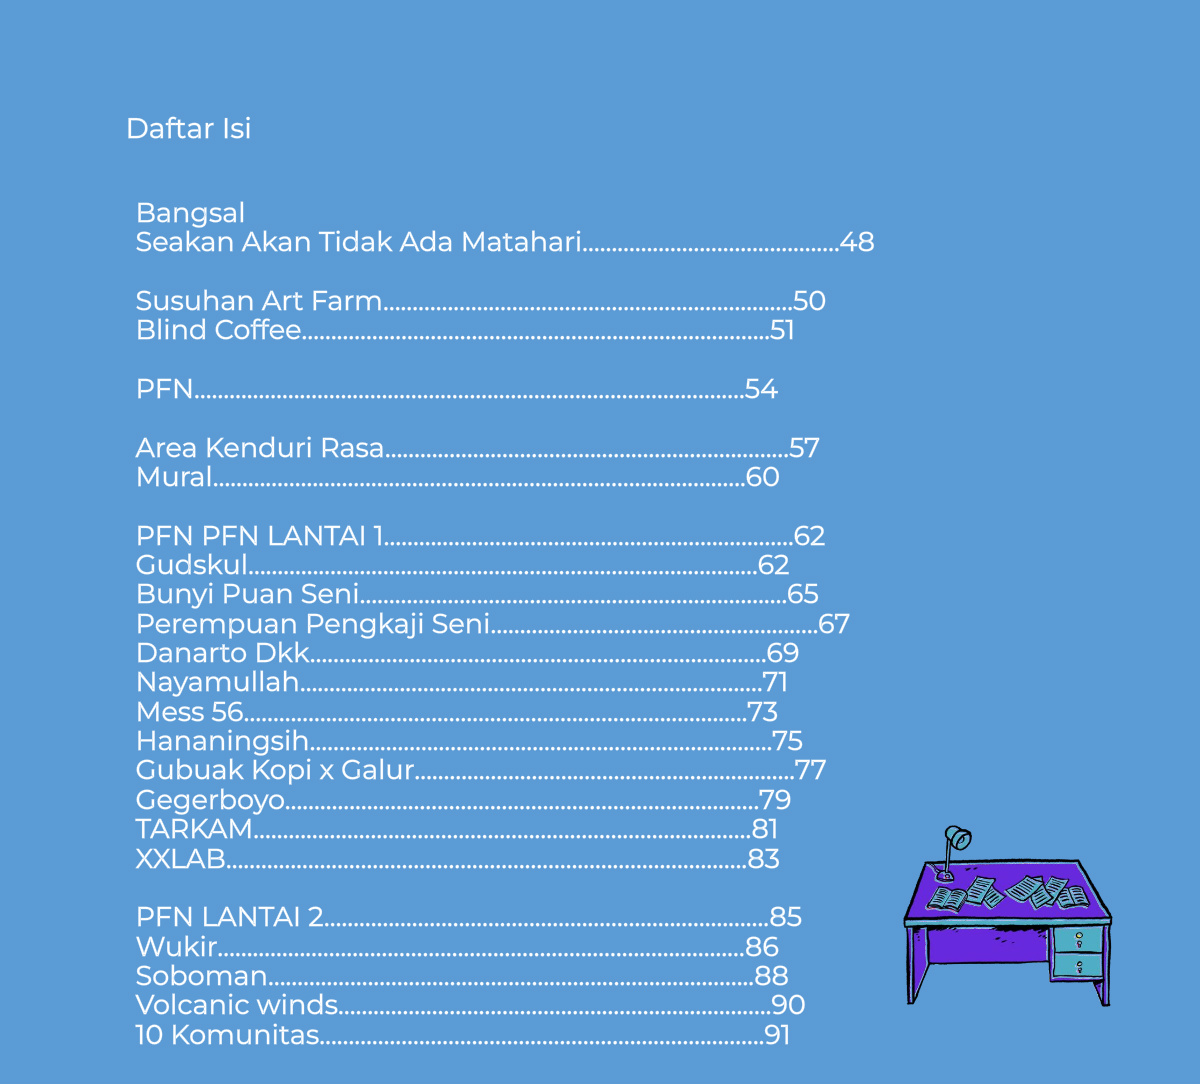 Daftar Isi
Bangsal
Seakan Akan Tidak Ada Matahari............................................48
Susuhan Art Farm......................................................................50
Blind Coffee................................................................................51
PFN..............................................................................................54
Area Kenduri Rasa.....................................................................57
Mural...........................................................................................60
PFN PFN LANTAI 1......................................................................62
Gudskul.......................................................................................62
Bunyi Puan Seni.........................................................................65
Perempuan Pengkaji Seni........................................................67
Danarto Dkk..............................................................................69
Nayamullah...............................................................................71
Mess 56......................................................................................73
Hananingsih...............................................................................75
Gubuak Kopi x Galur.................................................................77
Gegerboyo.................................................................................79
TARKAM.....................................................................................81
XXLAB.........................................................................................83
PFN LANTAI 2............................................................................85
Wukir..........................................................................................86
Soboman...................................................................................88
Volcanic winds..........................................................................90
10 Komunitas............................................................................91